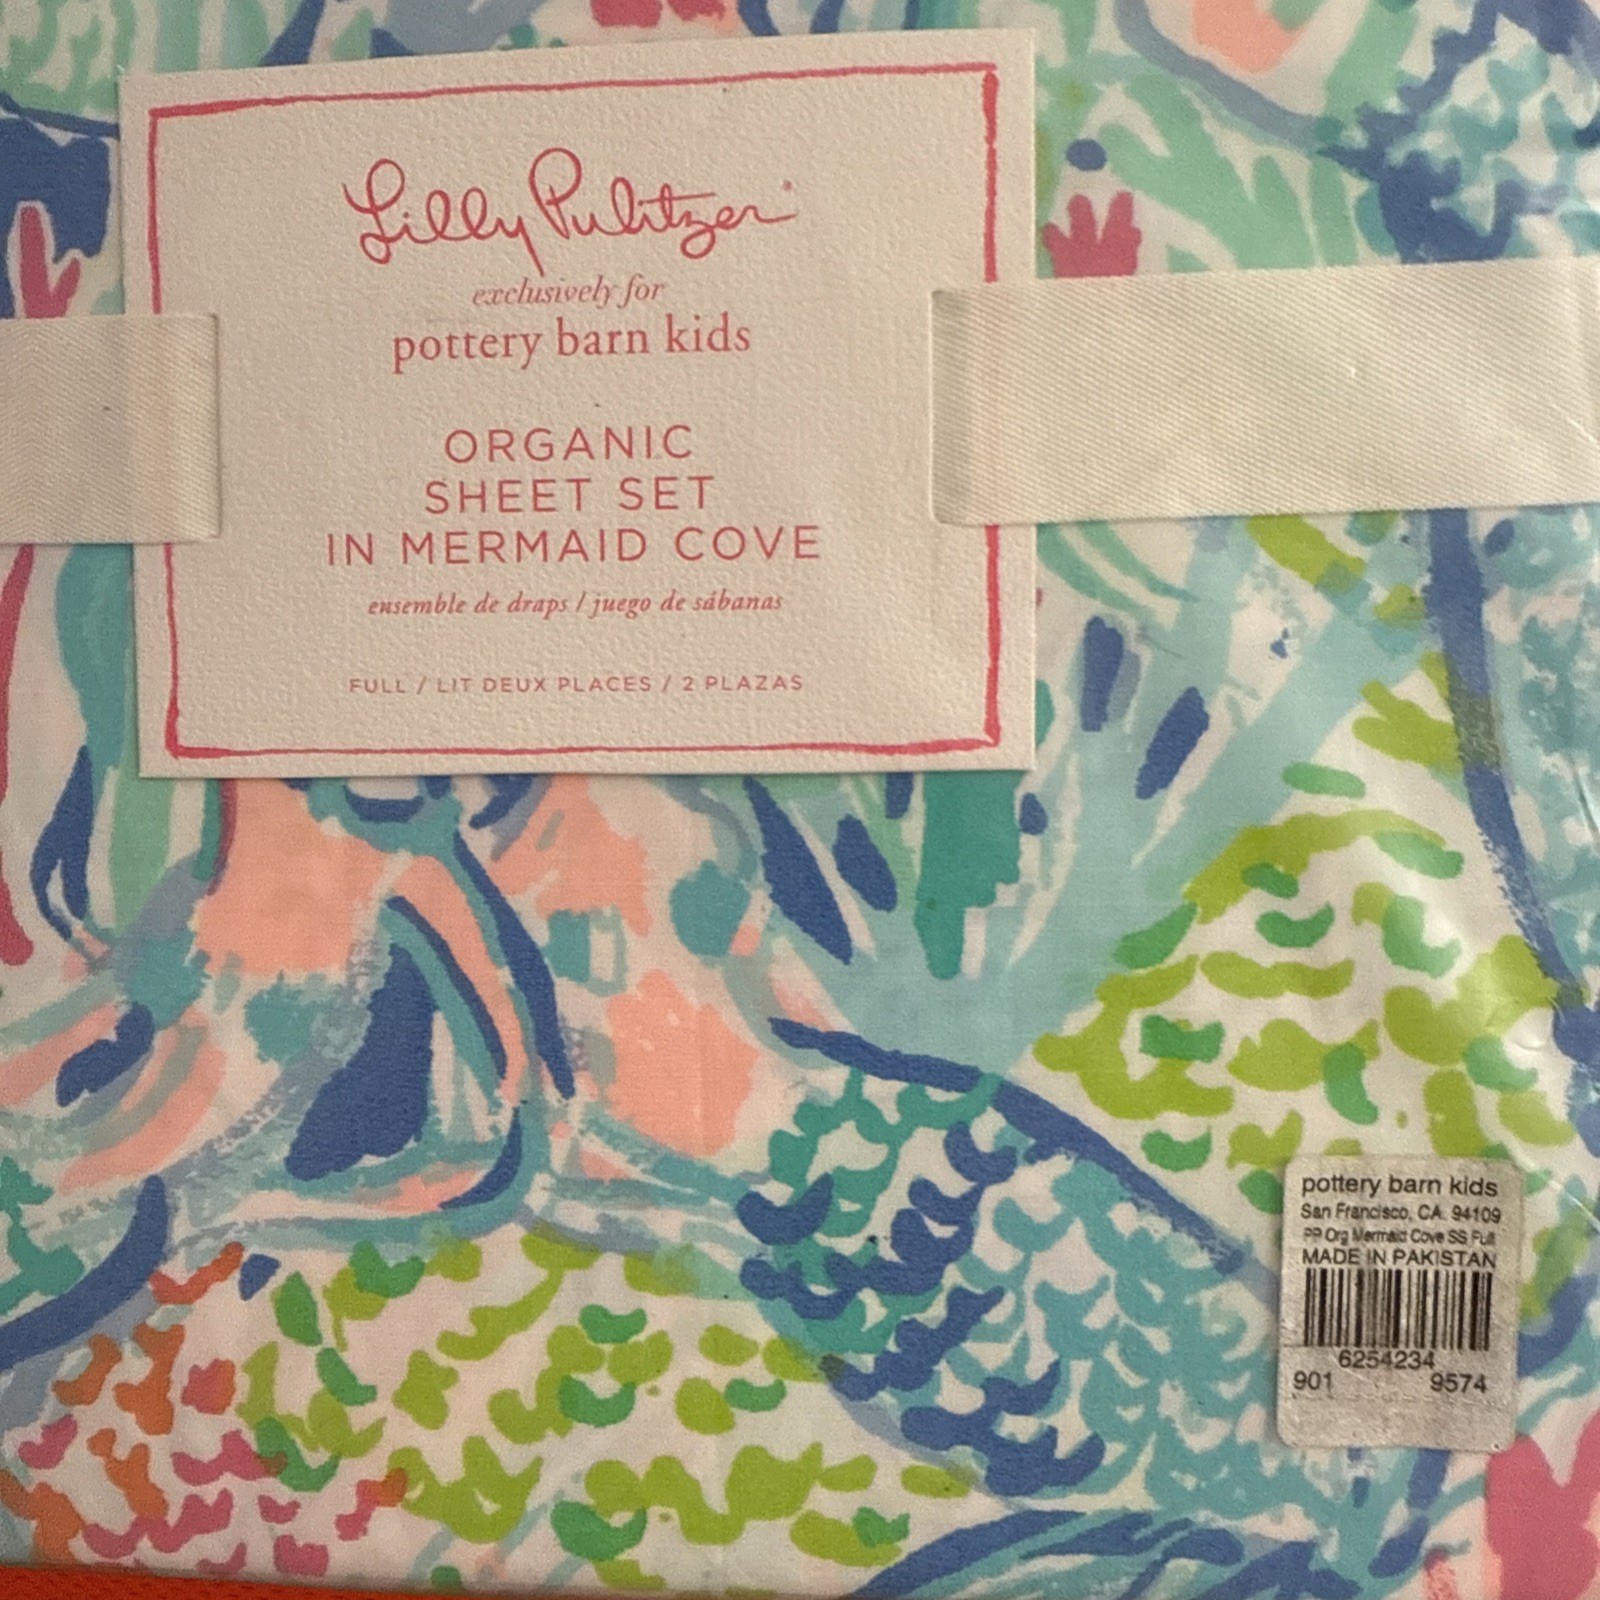 Lilly Pulitzer
exclusively for
pottery barn kids
ORGANIC
SHEET SET
IN MERMAID COVE
ensemble de draps / juego de sábanas
FULL / LIT DEUX PLACES / 2 PLAZAS
pottery barn kids
San Francisco, CA. 94109
PP Org Mermaid Cove SS Full
MADE IN PAKISTAN
6254234
901 9574